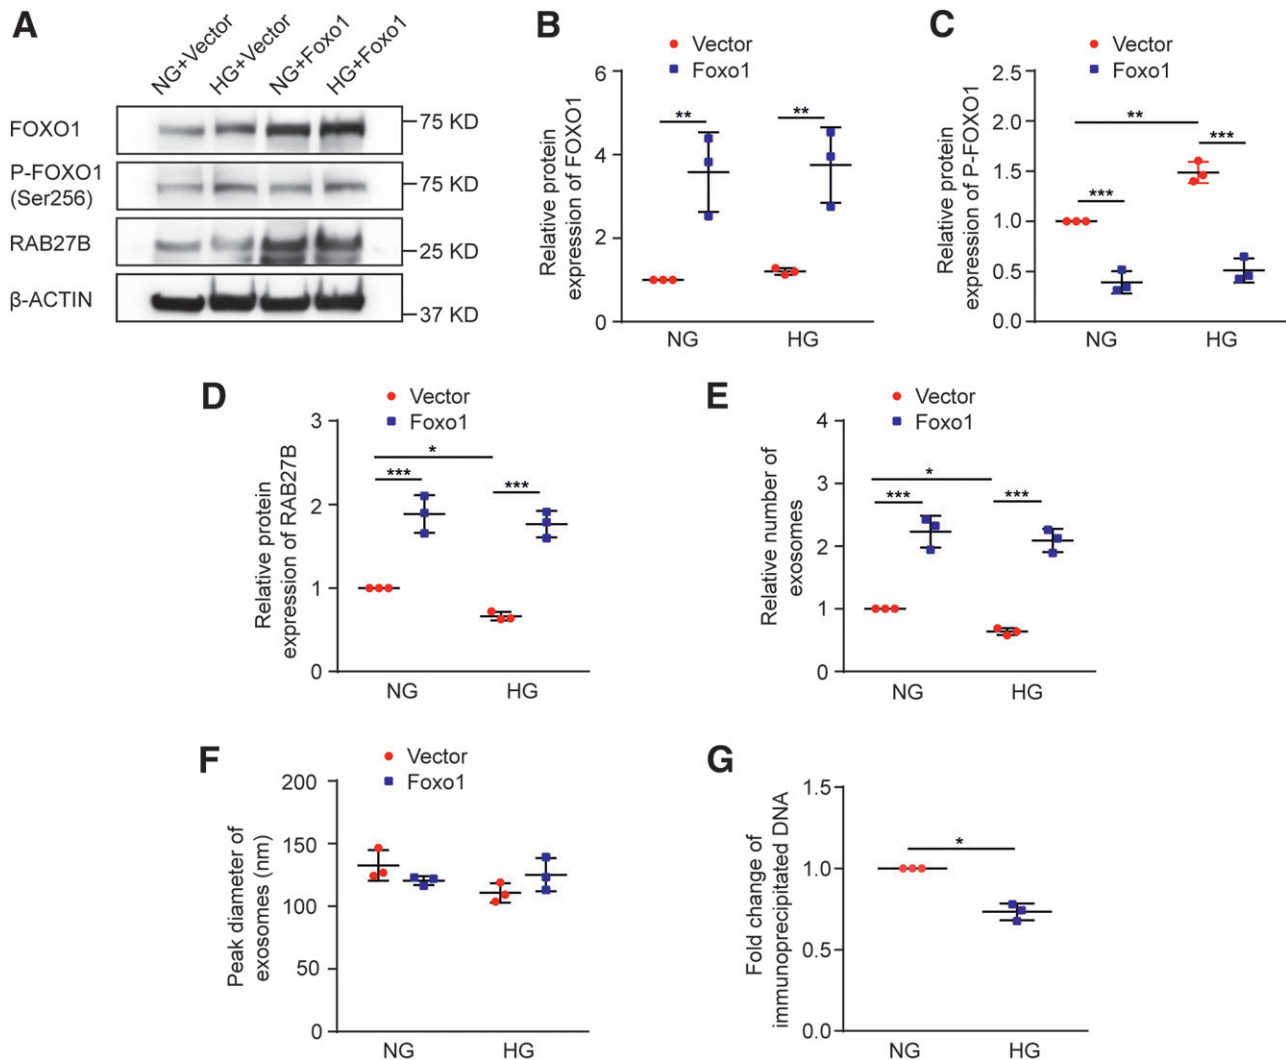 A
NG+Vector
HG+Vector
NG+Foxo1
HG+Foxo1
FOXO1
75 KD
P-FOXO1
(Ser256)
75 KD
RAB27B
25 KD
β-ACTIN
37 KD
B
Vector
Foxo1
Relative protein
expression of FOXO1
6
4
2
0
**
**
NG
HG
C
Vector
Foxo1
Relative protein
expression of P-FOXO1
2.5
2.0
1.5
1.0
0.5
0.0
**
***
***
NG
HG
D
Vector
Foxo1
Relative protein
expression of RAB27B
3
2
1
0
*
***
***
NG
HG
E
Vector
Foxo1
Relative number of
exosomes
4
3
2
1
0
*
***
***
NG
HG
F
Vector
Foxo1
Peak diameter of
exosomes (nm)
200
150
100
50
0
NG
HG
G
Fold change of
immunoprecipitated DNA
1.5
1.0
0.5
0.0
*
NG
HG